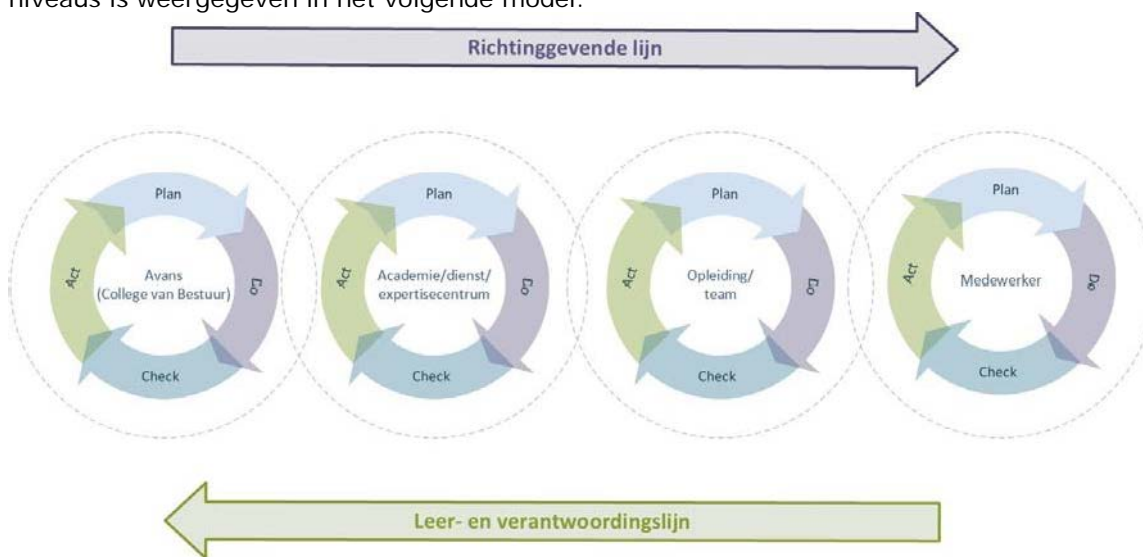 niveaus is weergegeven in het volgende model.
Richtinggevende lijn
Plan
Do
Check
Act
Avans
(College van Bestuur)
Plan
Do
Check
Act
Academie/dienst/
expertisecentrum
Plan
Do
Check
Act
Opleiding/
team
Plan
Do
Check
Act
Medewerker
Leer- en verantwoordingslijn